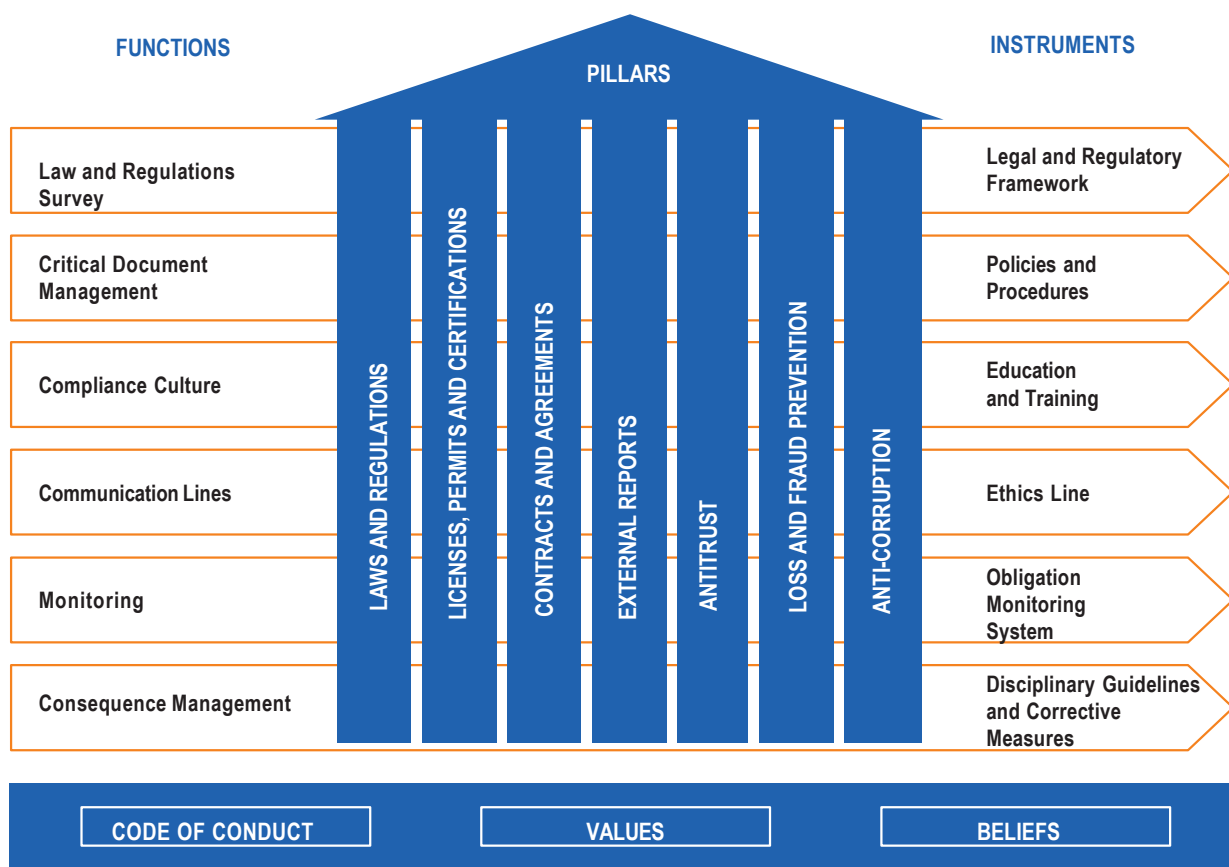 FUNCTIONS
PILLARS
INSTRUMENTS
Law and Regulations
Survey
Legal and Regulatory
Framework
Critical Document
Management
Policies and
Procedures
Compliance Culture
Education
and Training
Communication Lines
Ethics Line
Monitoring
Obligation
Monitoring
System
Consequence Management
Disciplinary Guidelines
and Corrective
Measures
LAWS AND REGULATIONS
LICENSES, PERMITS AND CERTIFICATIONS
CONTRACTS AND AGREEMENTS
EXTERNAL REPORTS
ANTITRUST
LOSS AND FRAUD PREVENTION
ANTI-CORRUPTION
CODE OF CONDUCT
VALUES
BELIEFS